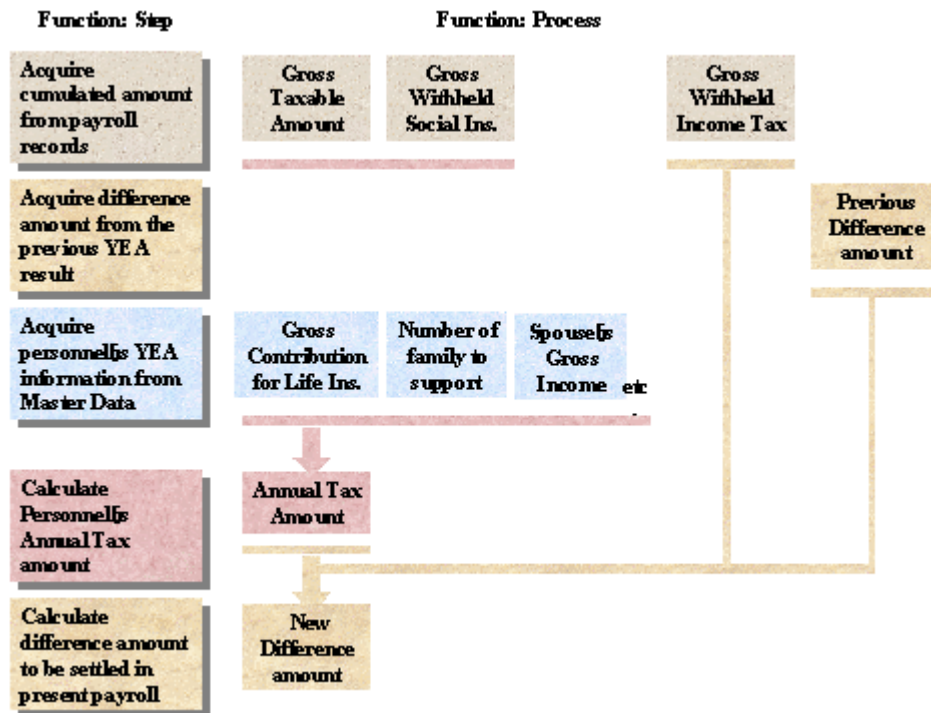 Function: Step
Function: Process
Acquire
cumulated amount
from payroll
records
Gross
Taxable
Amount
Gross
Withheld
Social Ins.
Gross
Withheld
Income Tax
Acquire difference
amount from the
previous YEA
result
Previous
Difference
amount
Acquire
personnel∫s YEA
information from
Master Data
Gross
Contribution
for Life Ins.
Number of
family to
support
Spouse∫s
Gross
Income
etc
.
Calculate
Personnel∫s
Annual Tax
amount
Annual Tax
Amount
Calculate
difference amount
to be settled in
present payroll
New
Difference
amount